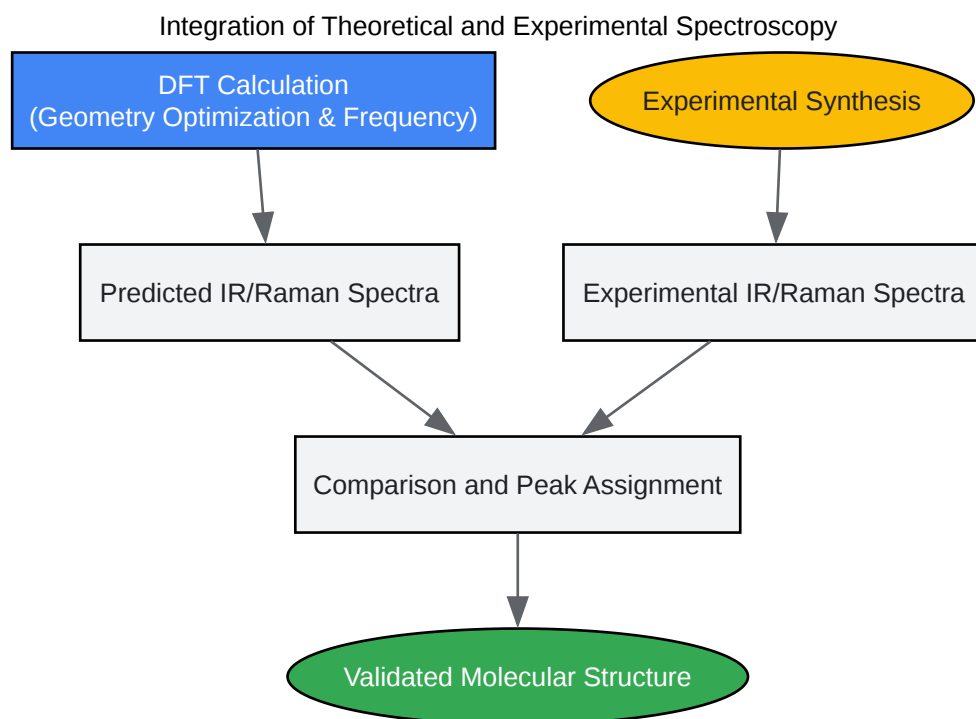 Integration of Theoretical and Experimental Spectroscopy
DFT Calculation
(Geometry Optimization & Frequency)
Experimental Synthesis
Predicted IR/Raman Spectra
Experimental IR/Raman Spectra
Comparison and Peak Assignment
Validated Molecular Structure